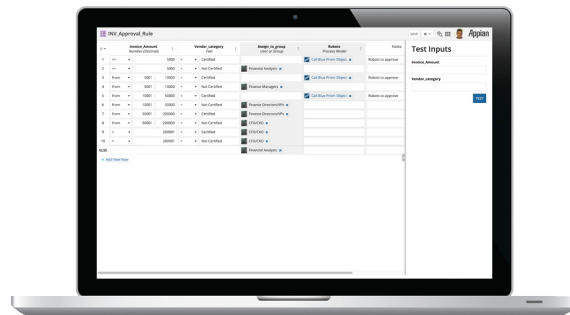 INV_Approval_Rule
SAVE
Appian
Invoice_Amount Vendor_category Assign_to_group Robots Notes
Number (Decimal) Text User or Group Process Model
1 <= 5000 = Certified Call Blue Prism Object Robots to approve
2 <= 5000 = Not Certified Financial Analysts
3 from 5001 10000 = Certified Call Blue Prism Object Robots to approve
4 from 5001 10000 = Not Certified Finance Managers
5 from 10001 50000 = Certified Call Blue Prism Object Robots to approve
6 from 10001 50000 = Not Certified Finance Directors/VPs
7 from 50001 200000 = Certified Finance Directors/VPs
8 from 50001 200000 = Not Certified CFO/CXO
9 > 200001 = Certified CFO/CXO
10 > 200001 = Not Certified CFO/CXO
ELSE Financial Analysts
+ Add New Row
Test Inputs
Invoice_Amount
Vendor_category
TEST